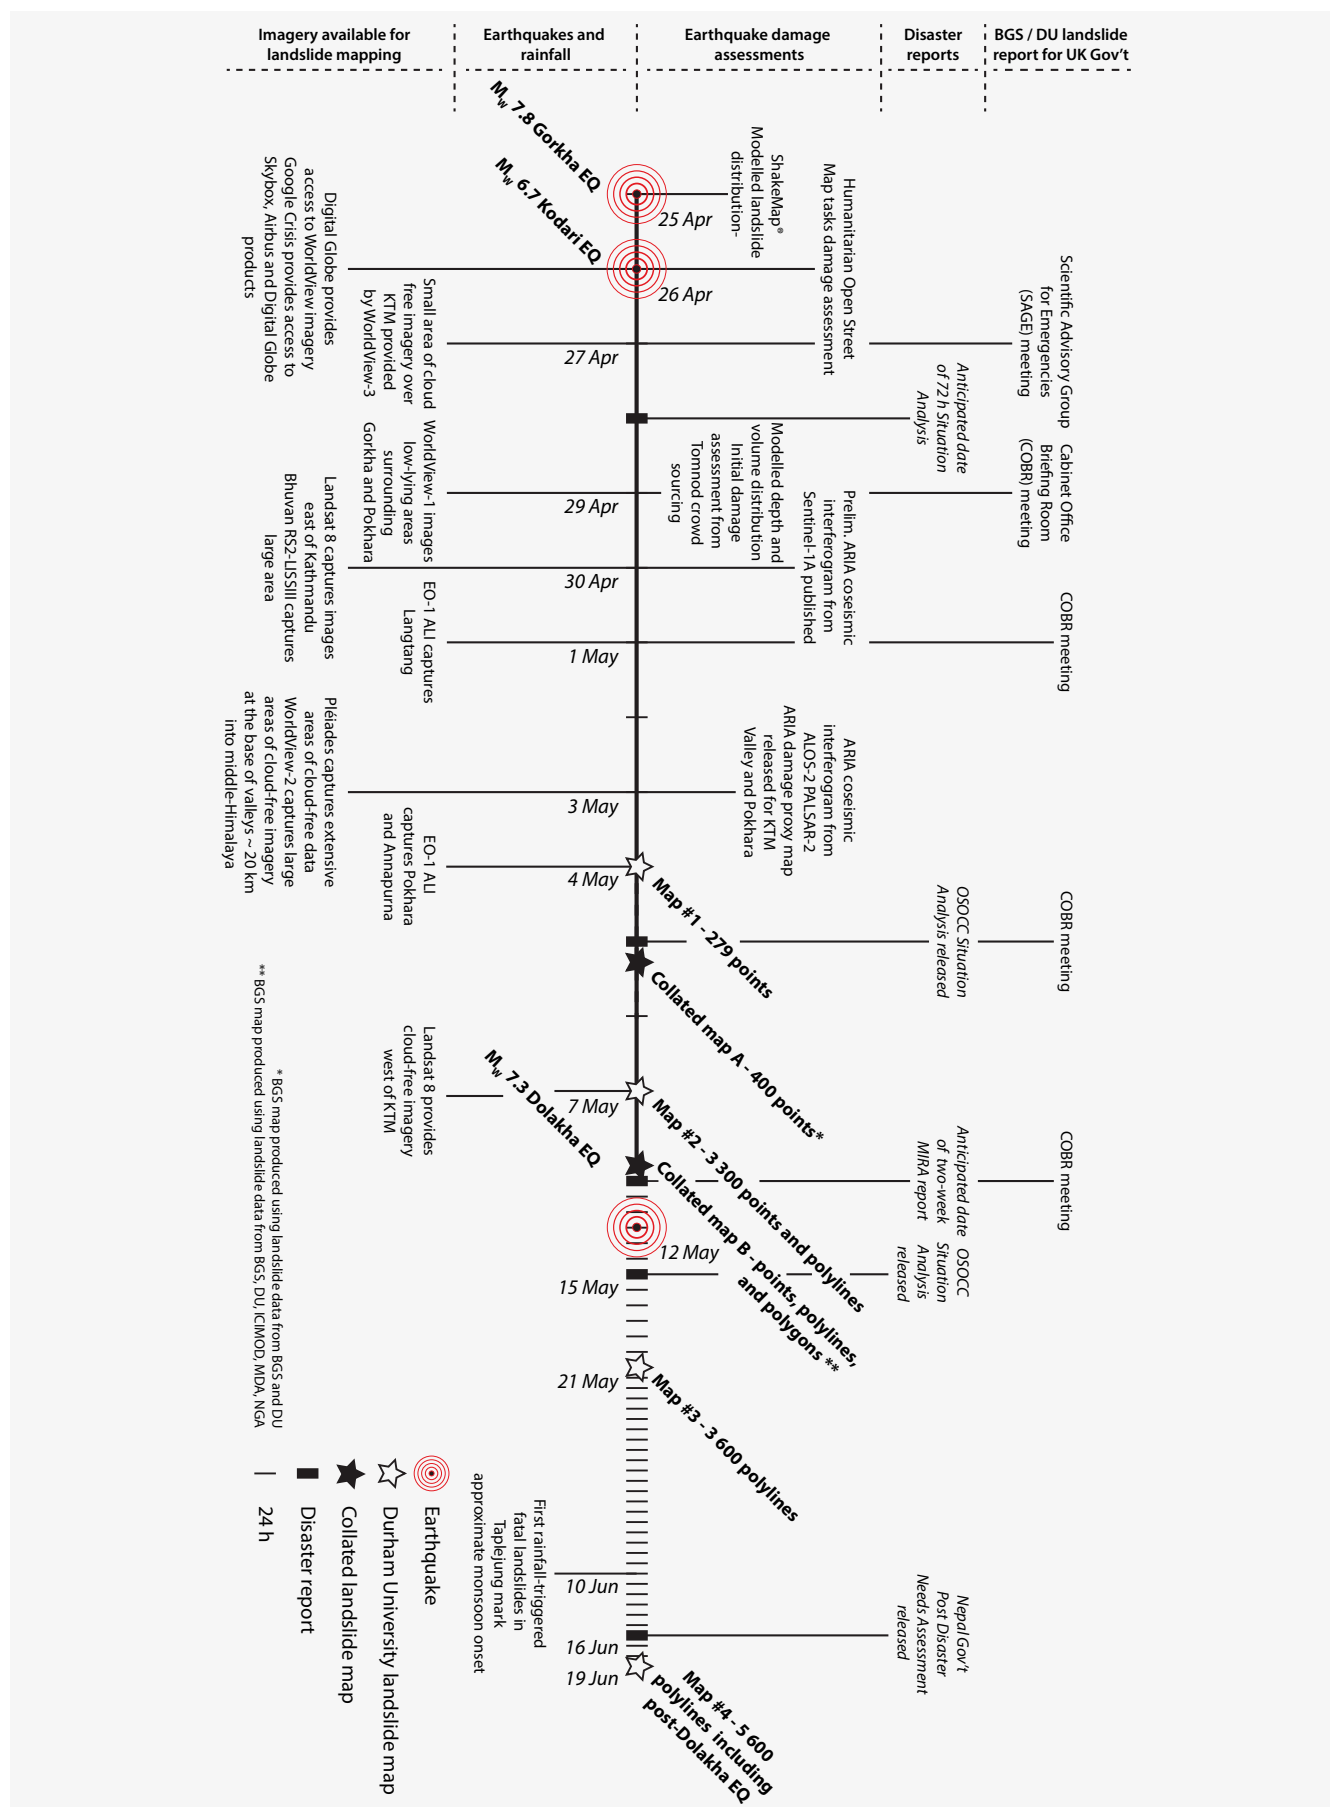 Imagery available for
landslide mapping
Earthquakes and
rainfall
Earthquake damage
assessments
Disaster
reports
BGS / DU landslide
report for UK Gov't
Mw 7.8 Gorkha EQ
25 Apr
ShakeMap®
Modelled landslide
distribution-
Mw 6.7 Kodari EQ
26 Apr
Humanitarian Open Street
Map tasks damage assessment
Digital Globe provides
access to WorldView imagery
Google Crisis provides access to
Skybox, Airbus and Digital Globe
products
Small area of cloud
free imagery over
KTM provided
by WorldView-3
27 Apr
Scientific Advisory Group
for Emergencies
(SAGE) meeting
Anticipated date
of 72 h Situation
Analysis
WorldView-1 images
low-lying areas
surrounding
Gorkha and Pokhara
29 Apr
Modelled depth and
volume distribution
Initial damage
assessment from
Tomnod crowd
sourcing
Cabinet Office
Briefing Room
(COBR) meeting
Landsat 8 captures images
east of Kathmandu
Bhuvan RS2-LISSIII captures
large area
30 Apr
Prelim. ARIA coseismic
interferogram from
Sentinel-1A published
EO-1 ALI captures
Langtang
1 May
COBR meeting
Pléiades captures extensive
areas of cloud-free data
WorldView-2 captures large
areas of cloud-free imagery
at the base of valleys ~ 20 km
into middle-Himalaya
3 May
ARIA coseismic
interferogram from
ALOS-2 PALSAR-2
ARIA damage proxy map
released for KTM
Valley and Pokhara
EO-1 ALI
captures Pokhara
and Annapurna
4 May
Map #1 - 279 points
OSOCC Situation
Analysis released
COBR meeting
Collated map A - 400 points*
Landsat 8 provides
cloud-free imagery
west of KTM
7 May
Map #2 - 3 300 points and polylines
Collated map B - points, polylines,
and polygons **
Anticipated date
of two-week
MIRA report
COBR meeting
Mw 7.3 Dolakha EQ
12 May
15 May
OSOCC
Situation
Analysis
released
21 May
Map #3 - 3 600 polylines
First rainfall-triggered
fatal landslides in
Taplejung mark
approximate monsoon onset
10 Jun
16 Jun
Nepal Gov't
Post Disaster
Needs Assessment
released
19 Jun
Map #4 - 5 600
polylines including
post-Dolakha EQ
* BGS map produced using landslide data from BGS and DU
** BGS map produced using landslide data from BGS, DU, ICIMOD, MDA, NGA
Earthquake
Durham University landslide map
Collated landslide map
Disaster report
24 h